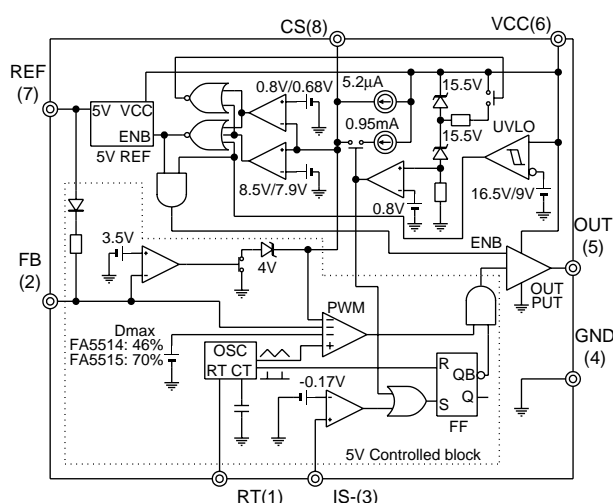 CS(8)
VCC(6)
REF
(7)
5V VCC
ENB
5V REF
0.8V/0.68V
5.2μA
15.5V
0.95mA
15.5V
UVLO
8.5V/7.9V
0.8V
16.5V/9V
OUT
(5)
3.5V
ENB
FB
(2)
4V
OUT
PUT
PWM
Dmax
FA5514: 46%
FA5515: 70%
GND
(4)
OSC
RT CT
R
QB
-0.17V
S
Q
FF
5V Controlled block
RT(1)
IS-(3)